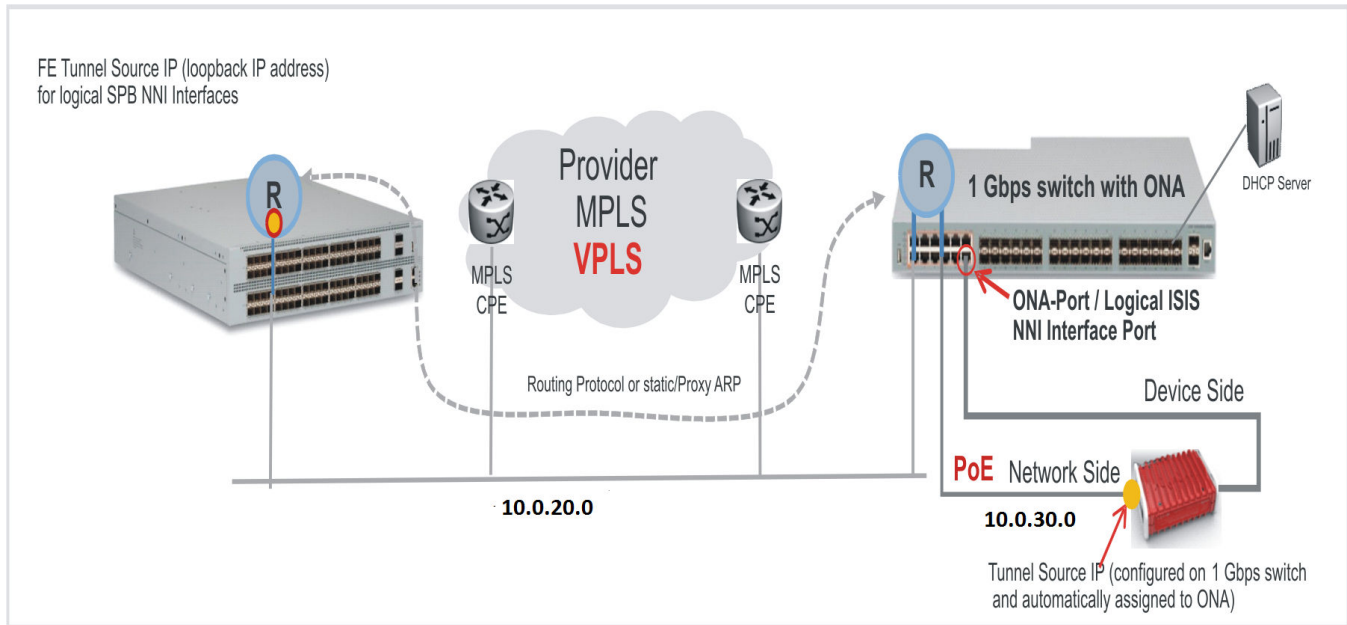 FE Tunnel Source IP (loopback IP address)
for logical SPB NNI Interfaces
R
Provider
MPLS
VPLS
MPLS
CPE
MPLS
CPE
R
1 Gbps switch with ONA
DHCP Server
ONA-Port / Logical ISIS
NNI Interface Port
Routing Protocol or static/Proxy ARP
Device Side
PoE Network Side
10.0.20.0
10.0.30.0
Tunnel Source IP (configured on 1 Gbps switch
and automatically assigned to ONA)